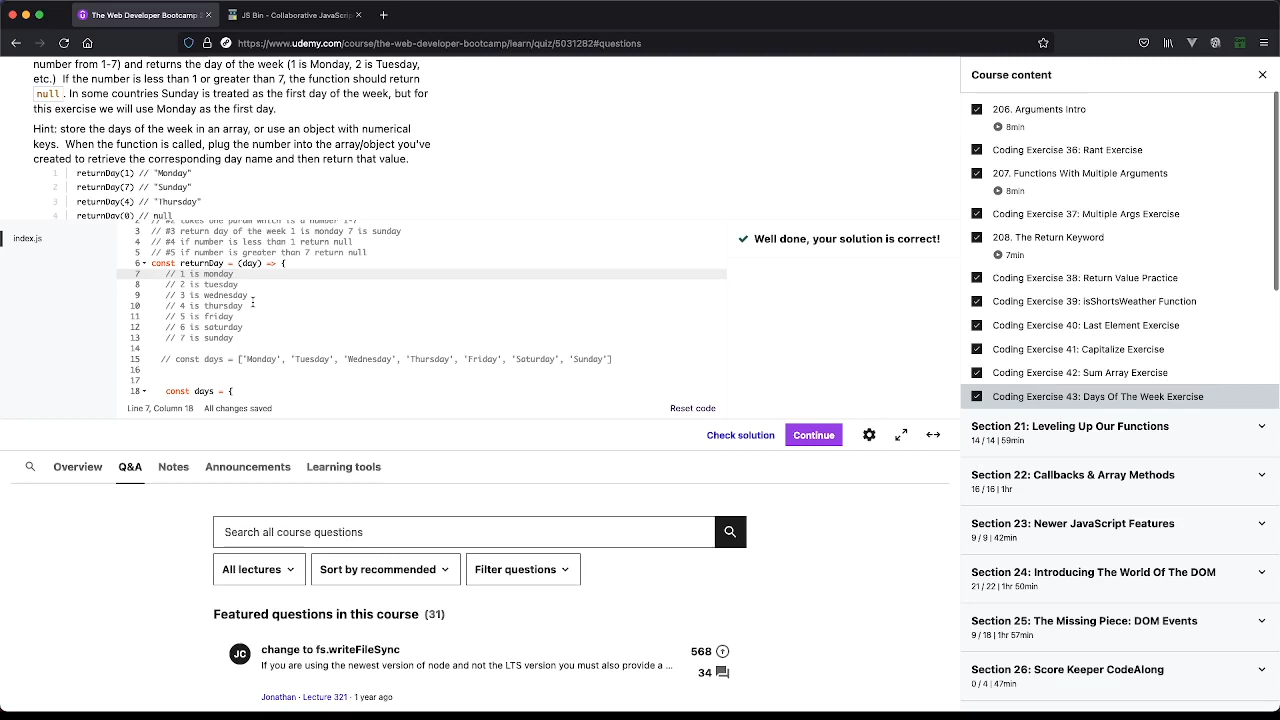 The Web Developer Bootcamp 2
JS Bin - Collaborative JavaScrip
https://www.udemy.com/course/the-web-developer-bootcamp/learn/quiz/5031282#questions
number from 1-7) and returns the day of the week (1 is Monday, 2 is Tuesday,
etc.)  If the number is less than 1 or greater than 7, the function should return
null. In some countries Sunday is treated as the first day of the week, but for
this exercise we will use Monday as the first day.
Hint: store the days of the week in an array, or use an object with numerical
keys.  When the function is called, plug the number into the array/object you've
created to retrieve the corresponding day name and then return that value.
1 returnDay(1) // "Monday"
2 returnDay(7) // "Sunday"
3 returnDay(4) // "Thursday"
4 returnDay(0) // null
index.js
2 // #2 takes one param which is a number 1-7
3 // #3 return day of the week 1 is monday 7 is sunday
4 // #4 if number is less than 1 return null
5 // #5 if number is greater than 7 return null
6 const returnDay = (day) => {
7 // 1 is monday
8 // 2 is tuesday
9 // 3 is wednesday
10 // 4 is thursday
11 // 5 is friday
12 // 6 is saturday
13 // 7 is sunday
14
15 // const days = ['Monday', 'Tuesday', 'Wednesday', 'Thursday', 'Friday', 'Saturday', 'Sunday']
16
17
18 const days = {
Line 7, Column 18 All changes saved
Reset code
Well done, your solution is correct!
Check solution
Continue
Overview
Q&A
Notes
Announcements
Learning tools
Search all course questions
All lectures
Sort by recommended
Filter questions
Featured questions in this course (31)
JC
change to fs.writeFileSync
568
If you are using the newest version of node and not the LTS version you must also provide a ...
34
Jonathan · Lecture 321 · 1 year ago
Course content
206. Arguments Intro
8min
Coding Exercise 36: Rant Exercise
207. Functions With Multiple Arguments
8min
Coding Exercise 37: Multiple Args Exercise
208. The Return Keyword
7min
Coding Exercise 38: Return Value Practice
Coding Exercise 39: isShortsWeather Function
Coding Exercise 40: Last Element Exercise
Coding Exercise 41: Capitalize Exercise
Coding Exercise 42: Sum Array Exercise
Coding Exercise 43: Days Of The Week Exercise
Section 21: Leveling Up Our Functions
14 / 14 | 59min
Section 22: Callbacks & Array Methods
16 / 16 | 1hr
Section 23: Newer JavaScript Features
9 / 9 | 42min
Section 24: Introducing The World Of The DOM
21 / 22 | 1hr 50min
Section 25: The Missing Piece: DOM Events
9 / 18 | 1hr 57min
Section 26: Score Keeper CodeAlong
0 / 4 | 47min